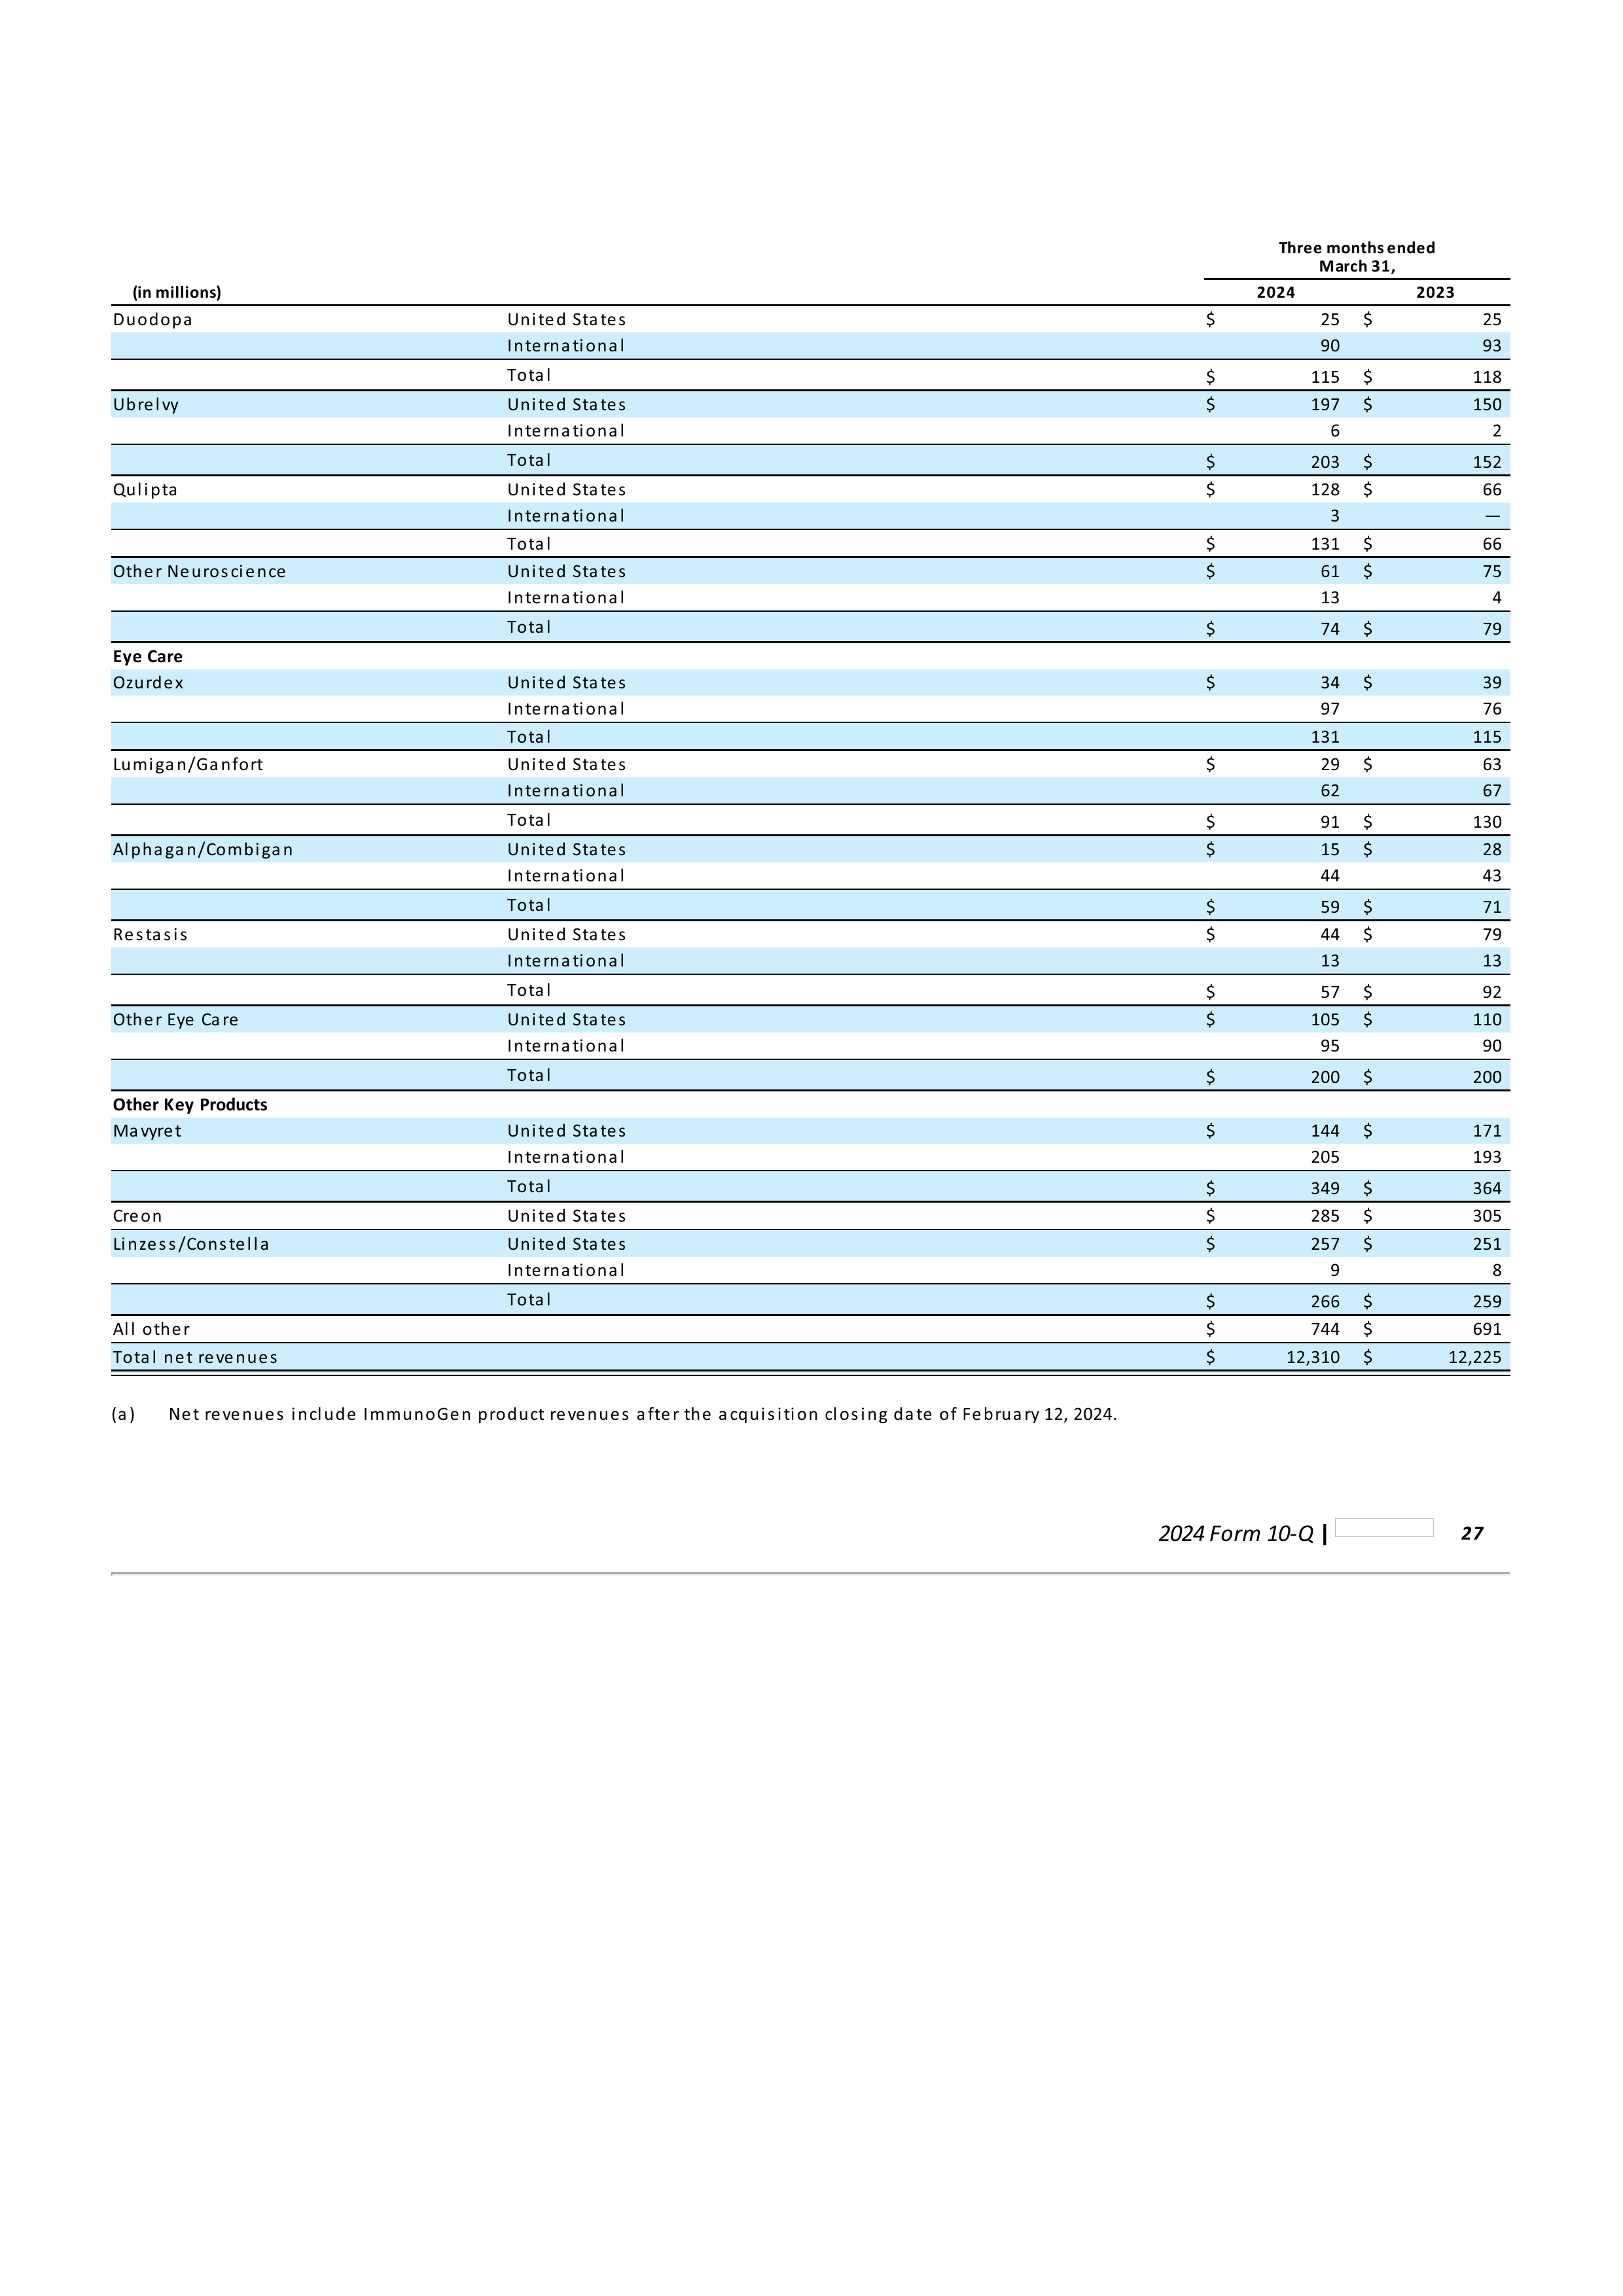 Three months ended
March 31,
(in millions) 2024 2023
Duodopa United States $ 25 $ 25
International 90 93
Total $ 115 $ 118
Ubrelvy United States $ 197 $ 150
International 6 2
Total $ 203 $ 152
Qulipta United States $ 128 $ 66
International 3 —
Total $ 131 $ 66
Other Neuroscience United States $ 61 $ 75
International 13 4
Total $ 74 $ 79
Eye Care
Ozurdex United States $ 34 $ 39
International 97 76
Total 131 115
Lumigan/Ganfort United States $ 29 $ 63
International 62 67
Total $ 91 $ 130
Alphagan/Combigan United States $ 15 $ 28
International 44 43
Total $ 59 $ 71
Restasis United States $ 44 $ 79
International 13 13
Total $ 57 $ 92
Other Eye Care United States $ 105 $ 110
International 95 90
Total $ 200 $ 200
Other Key Products
Mavyret United States $ 144 $ 171
International 205 193
Total $ 349 $ 364
Creon United States $ 285 $ 305
Linzess/Constella United States $ 257 $ 251
International 9 8
Total $ 266 $ 259
All other $ 744 $ 691
Total net revenues $ 12,310 $ 12,225
(a) Net revenues include ImmunoGen product revenues after the acquisition closing date of February 12, 2024.
2024 Form 10-Q | 27